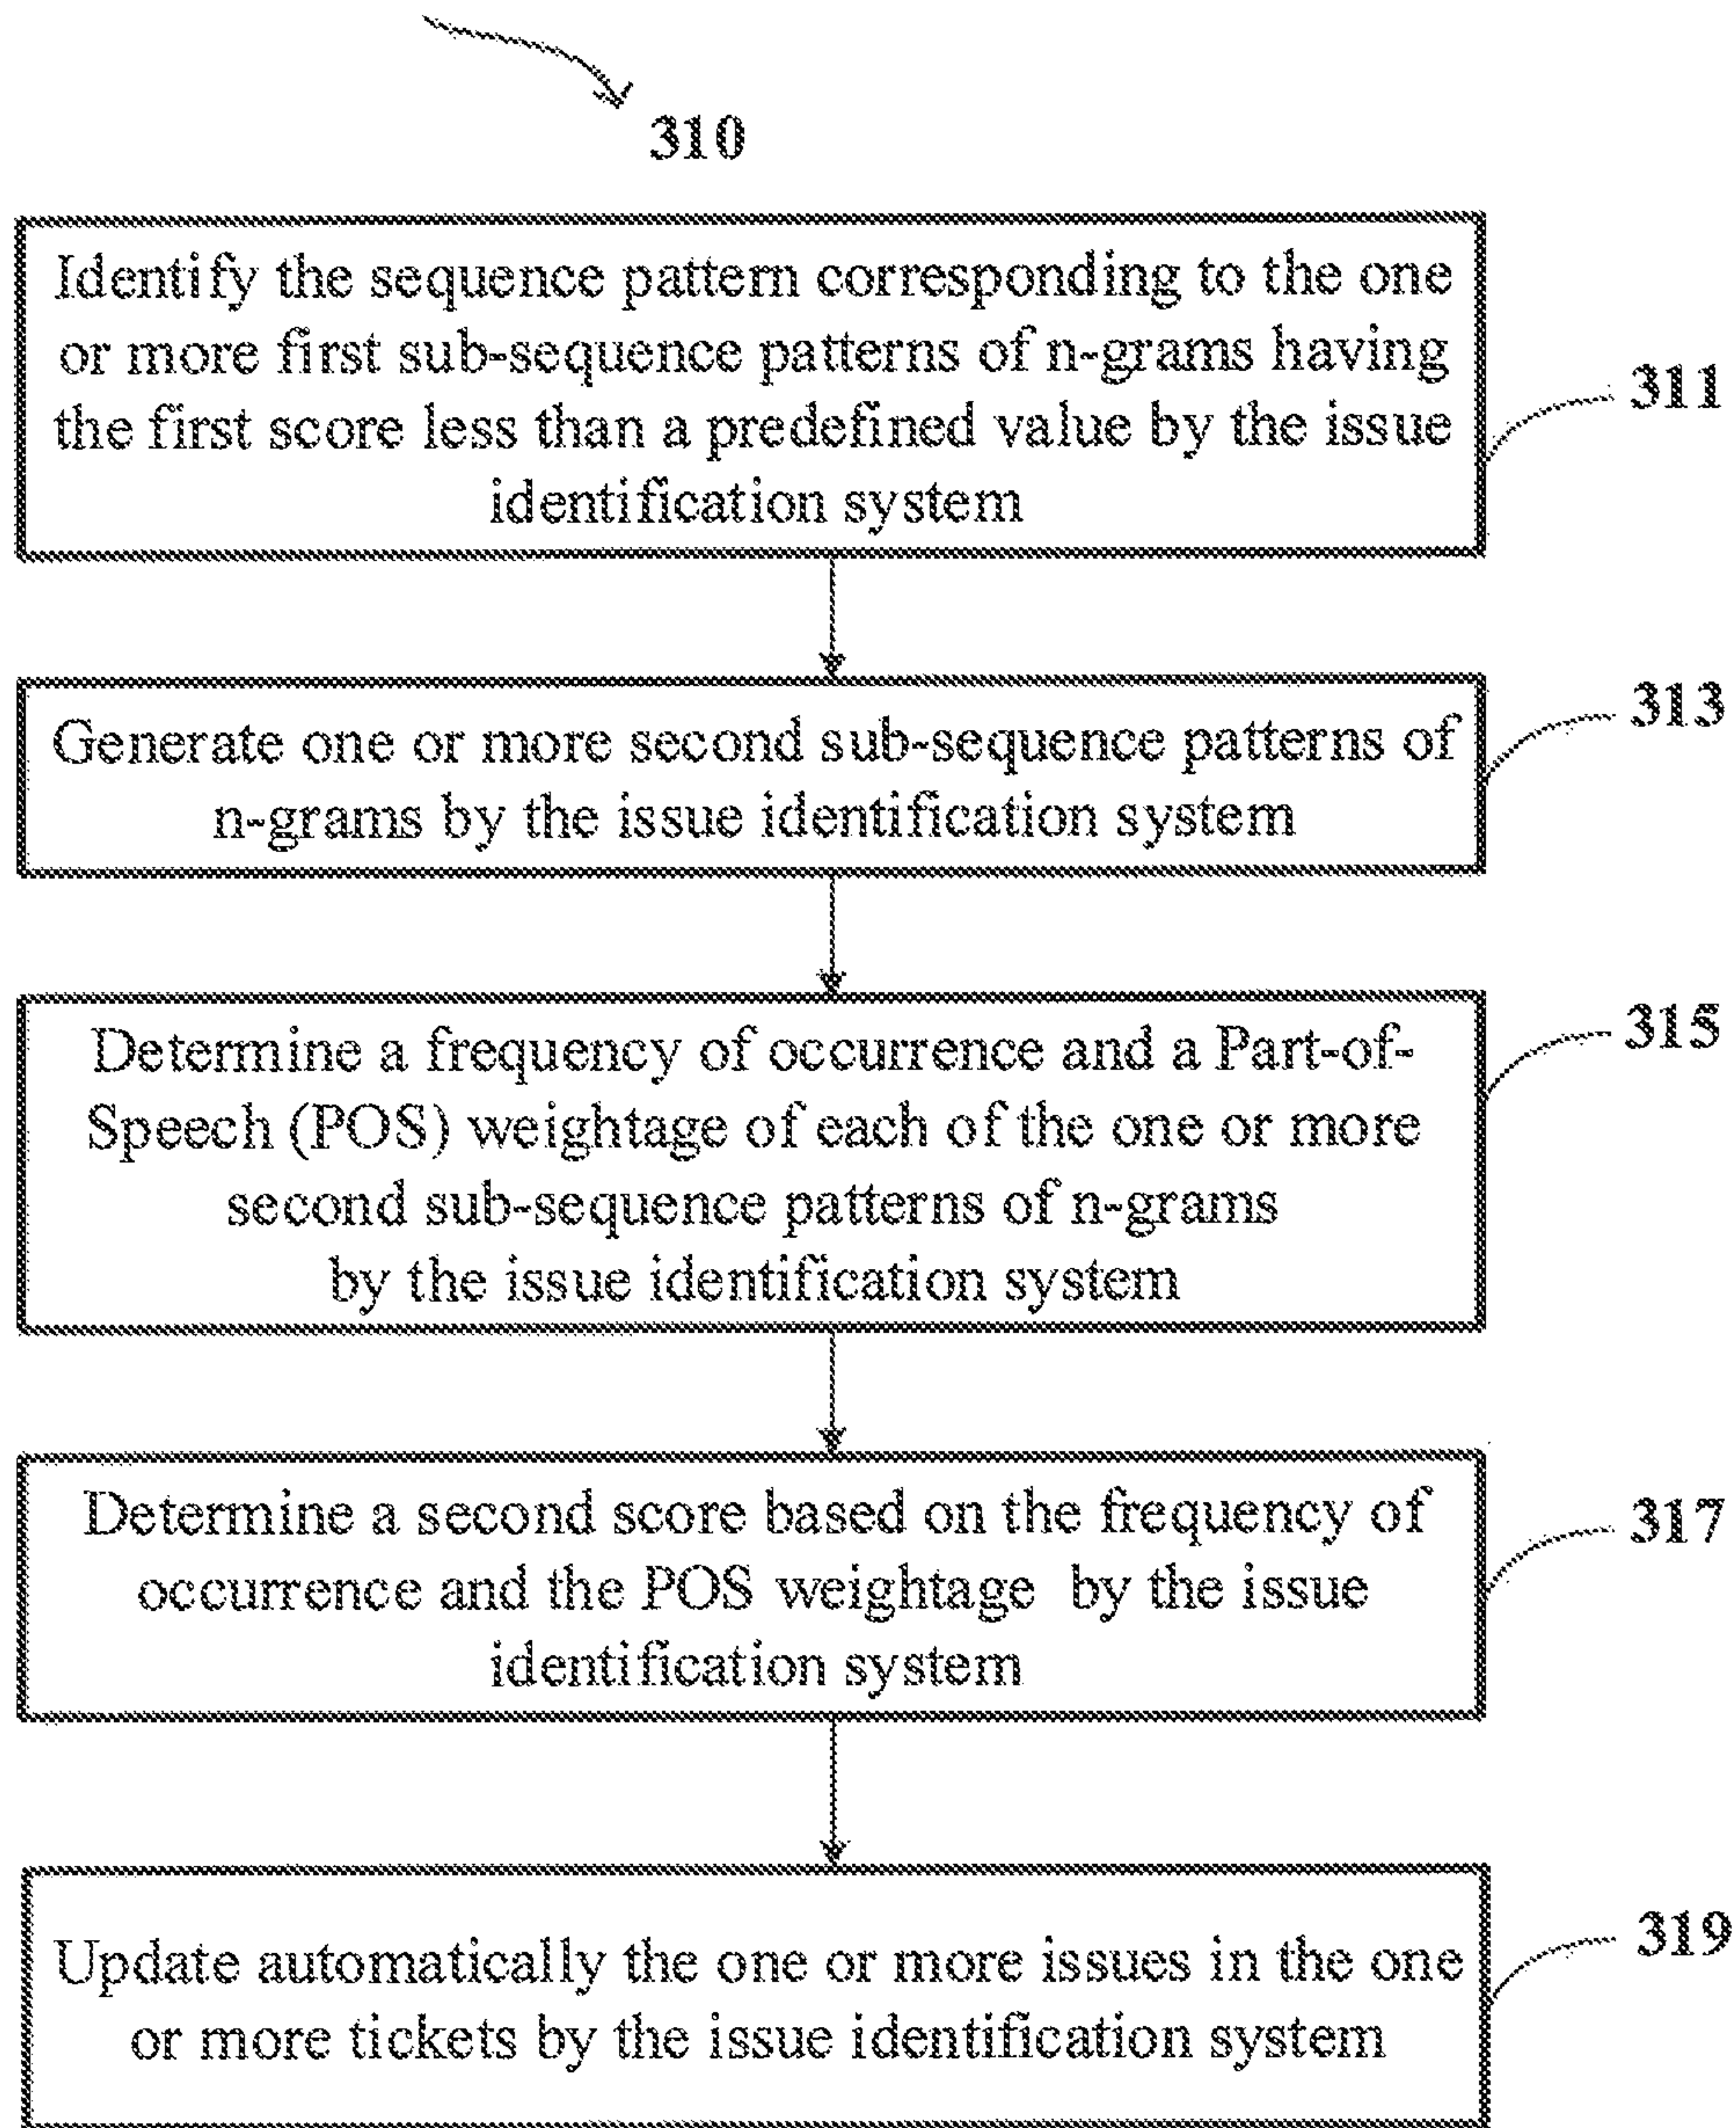 310
Identify the sequence pattern corresponding to the one
or more first sub-sequence patterns of n-grams having
the first score less than a predefined value by the issue
identification system
311
Generate one or more second sub-sequence patterns of
n-grams by the issue identification system
313
Determine a frequency of occurrence and a Part-of-
Speech (POS) weightage of each of the one or more
second sub-sequence patterns of n-grams
by the issue identification system
315
Determine a second score based on the frequency of
occurrence and the POS weightage by the issue
identification system
317
Update automatically the one or more issues in the one
or more tickets by the issue identification system
319